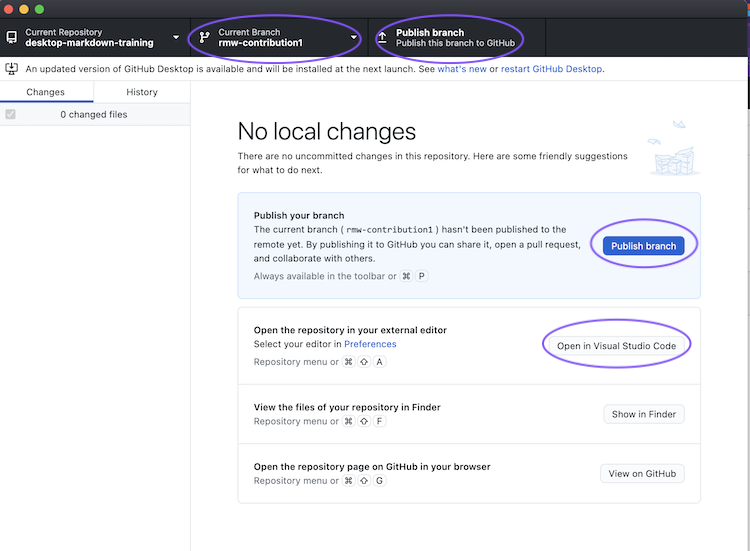 Current Repository
desktop-markdown-training
Current Branch
rmw-contribution1
Publish branch
Publish this branch to GitHub
An updated version of GitHub Desktop is available and will be installed at the next launch. See what's new or restart GitHub Desktop.
Changes
History
0 changed files
No local changes
There are no uncommitted changes in this repository. Here are some friendly suggestions
for what to do next.
Publish your branch
The current branch ( rmw-contribution1 ) hasn't been published to the
remote yet. By publishing it to GitHub you can share it, open a pull request,
and collaborate with others.
Always available in the toolbar or ⌘ P
Publish branch
Open the repository in your external editor
Select your editor in Preferences
Repository menu or ⌘ ⇧ A
Open in Visual Studio Code
View the files of your repository in Finder
Repository menu or ⌘ ⇧ F
Show in Finder
Open the repository page on GitHub in your browser
Repository menu or ⌘ ⇧ G
View on GitHub